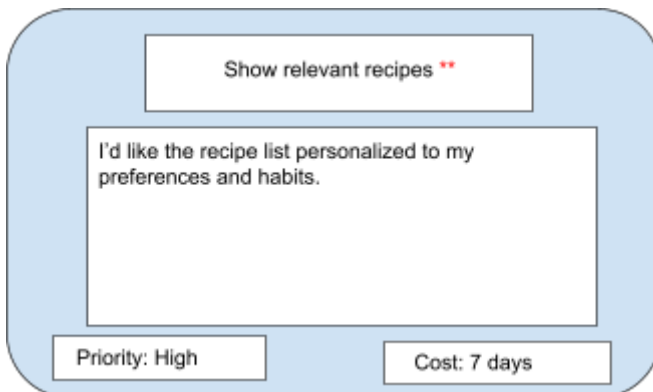 Show relevant recipes **
I'd like the recipe list personalized to my
preferences and habits.
Priority: High
Cost: 7 days